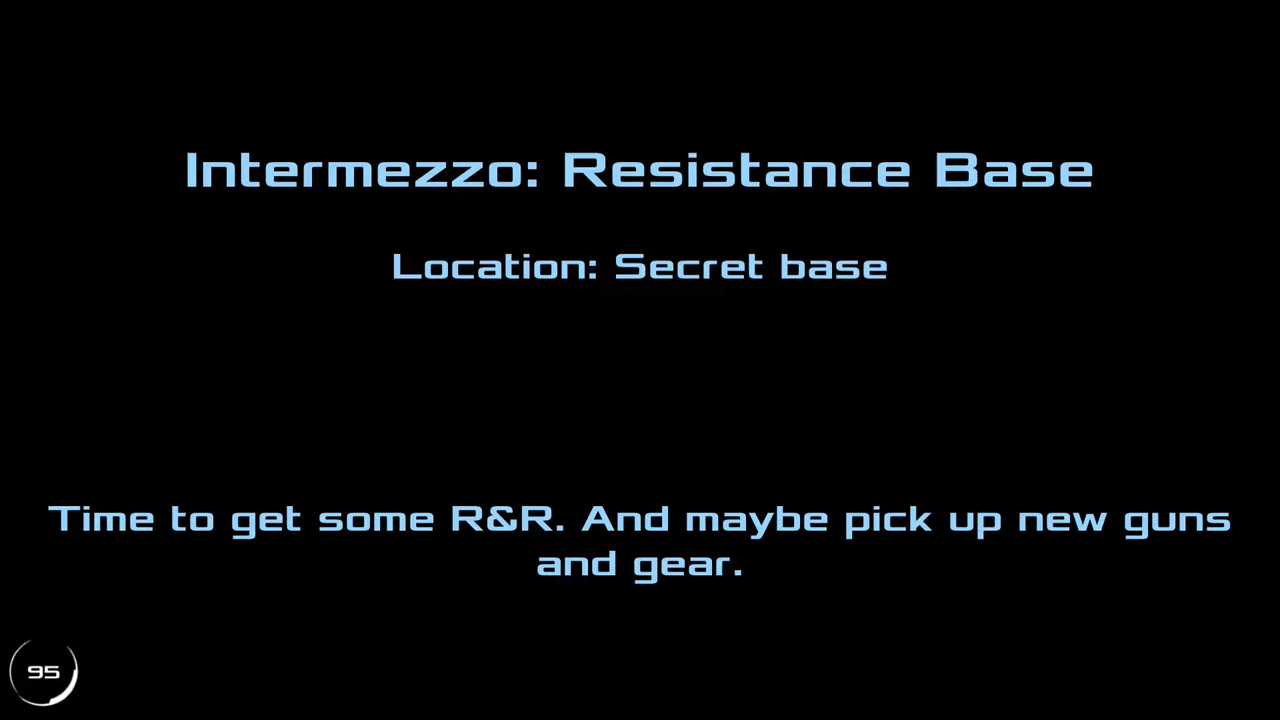 Intermezzo: Resistance Base
Location: Secret base
Time to get some R&R. And maybe pick up new guns
and gear.
95